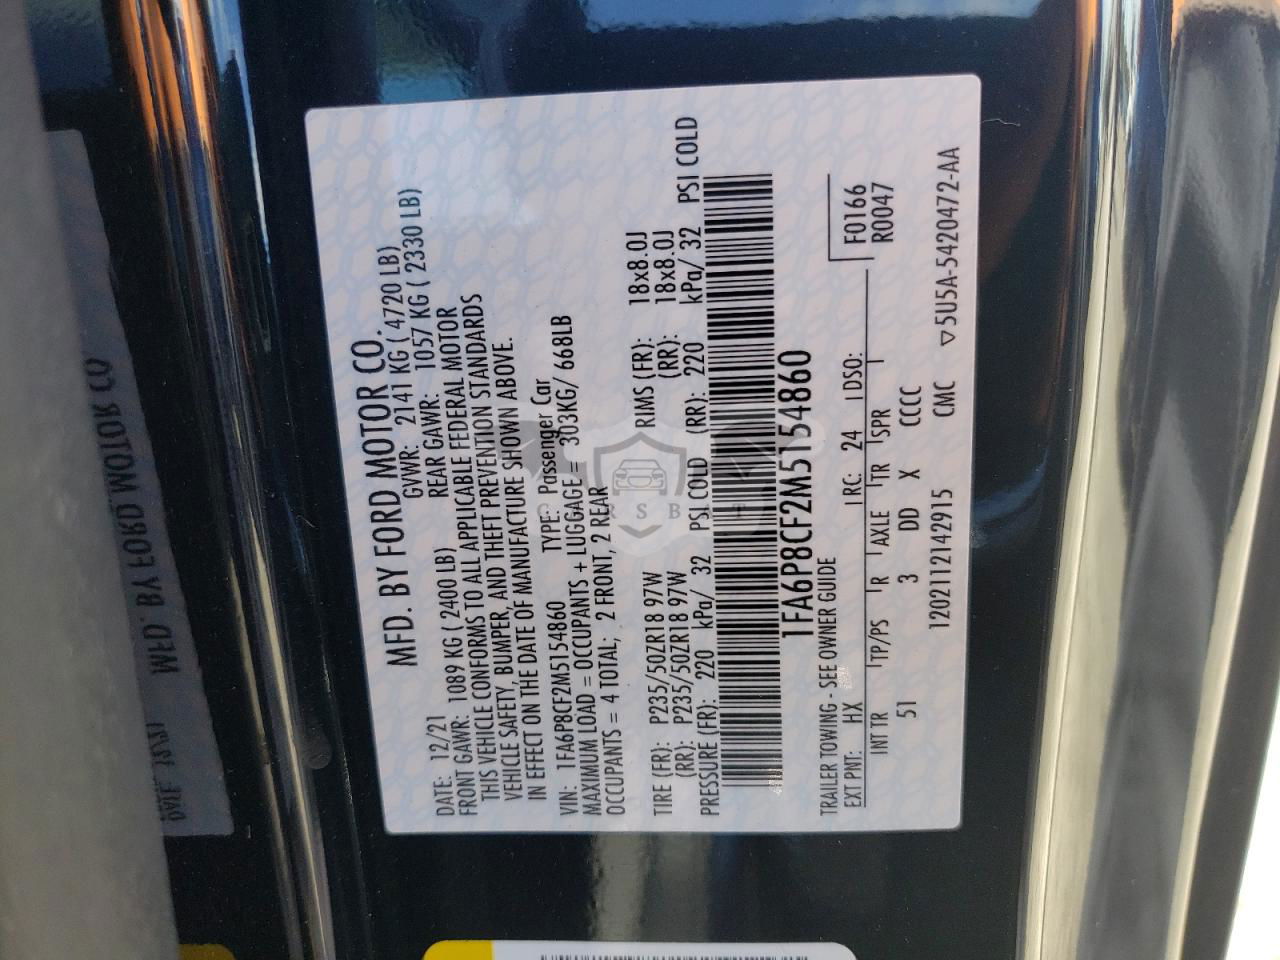 MFD. BY FORD MOTOR CO.
DATE: 12/21 GVWR: 2141 KG ( 4720 LB)
FRONT GAWR: 1089 KG ( 2400 LB) REAR GAWR: 1057 KG ( 2330 LB)
THIS VEHICLE CONFORMS TO ALL APPLICABLE FEDERAL MOTOR
VEHICLE SAFETY, BUMPER, AND THEFT PREVENTION STANDARDS
IN EFFECT ON THE DATE OF MANUFACTURE SHOWN ABOVE.
VIN: 1FA6P8CF2M5154860 TYPE: Passenger Car
MAXIMUM LOAD = OCCUPANTS + LUGGAGE = 303KG/ 668LB
OCCUPANTS = 4 TOTAL; 2 FRONT, 2 REAR
TIRE (FR): P235/50ZR18 97W RIMS (FR): 18x8.0J
(RR): P235/50ZR18 97W (RR): 18x8.0J
PRESSURE (FR): 220 kPa/ 32 PSI COLD (RR): 220 kPa/ 32 PSI COLD
1FA6P8CF2M5154860
TRAILER TOWING - SEE OWNER GUIDE
EXT PNT: HX RC: 24 DSO: F0166
INT TR TP/PS R AXLE TR SPR R0047
51 3 DD X CCCC
12021121142915 CMC ▽5U5A-5420472-AA
CARSBAT
MFD. BY FORD MOTOR CO